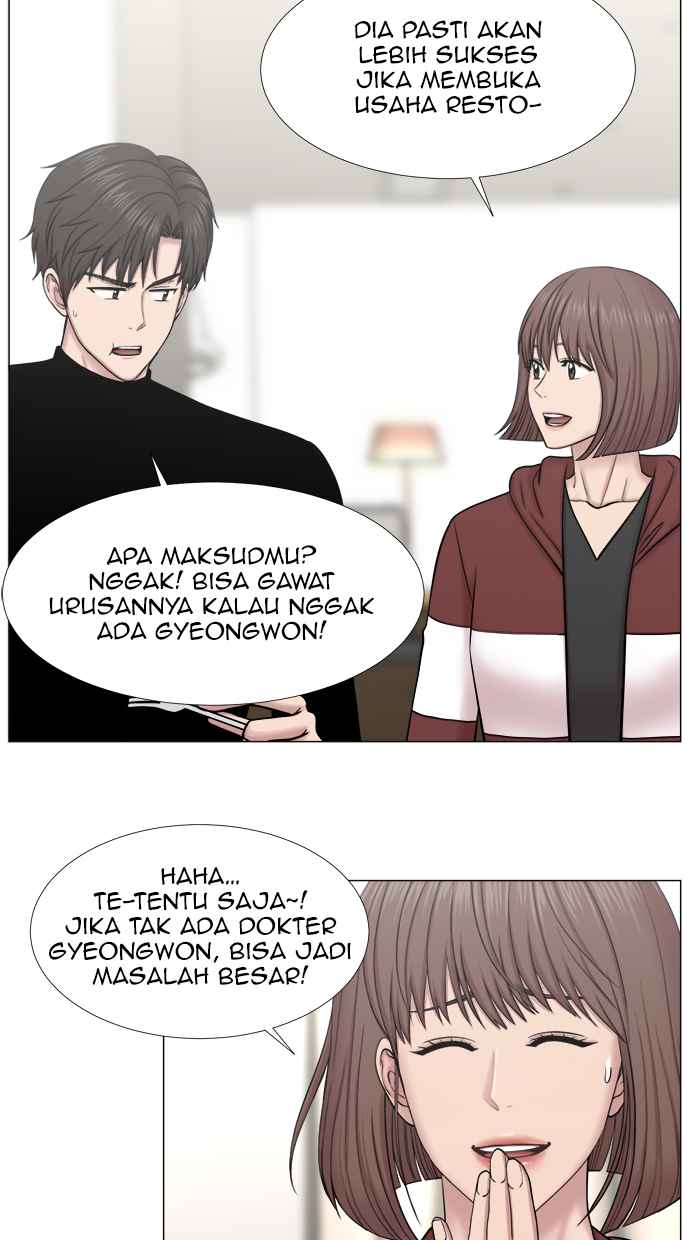 DIA PASTI AKAN
LEBIH SUKSES
JIKA MEMBUKA
USAHA RESTO-
APA MAKSUDMU?
NGGAK! BISA GAWAT
URUSANNYA KALAU NGGAK
ADA GYEONGWON!
HAHA...
TE-TENTU SAJA~!
JIKA TAK ADA DOKTER
GYEONGWON, BISA JADI
MASALAH BESAR!